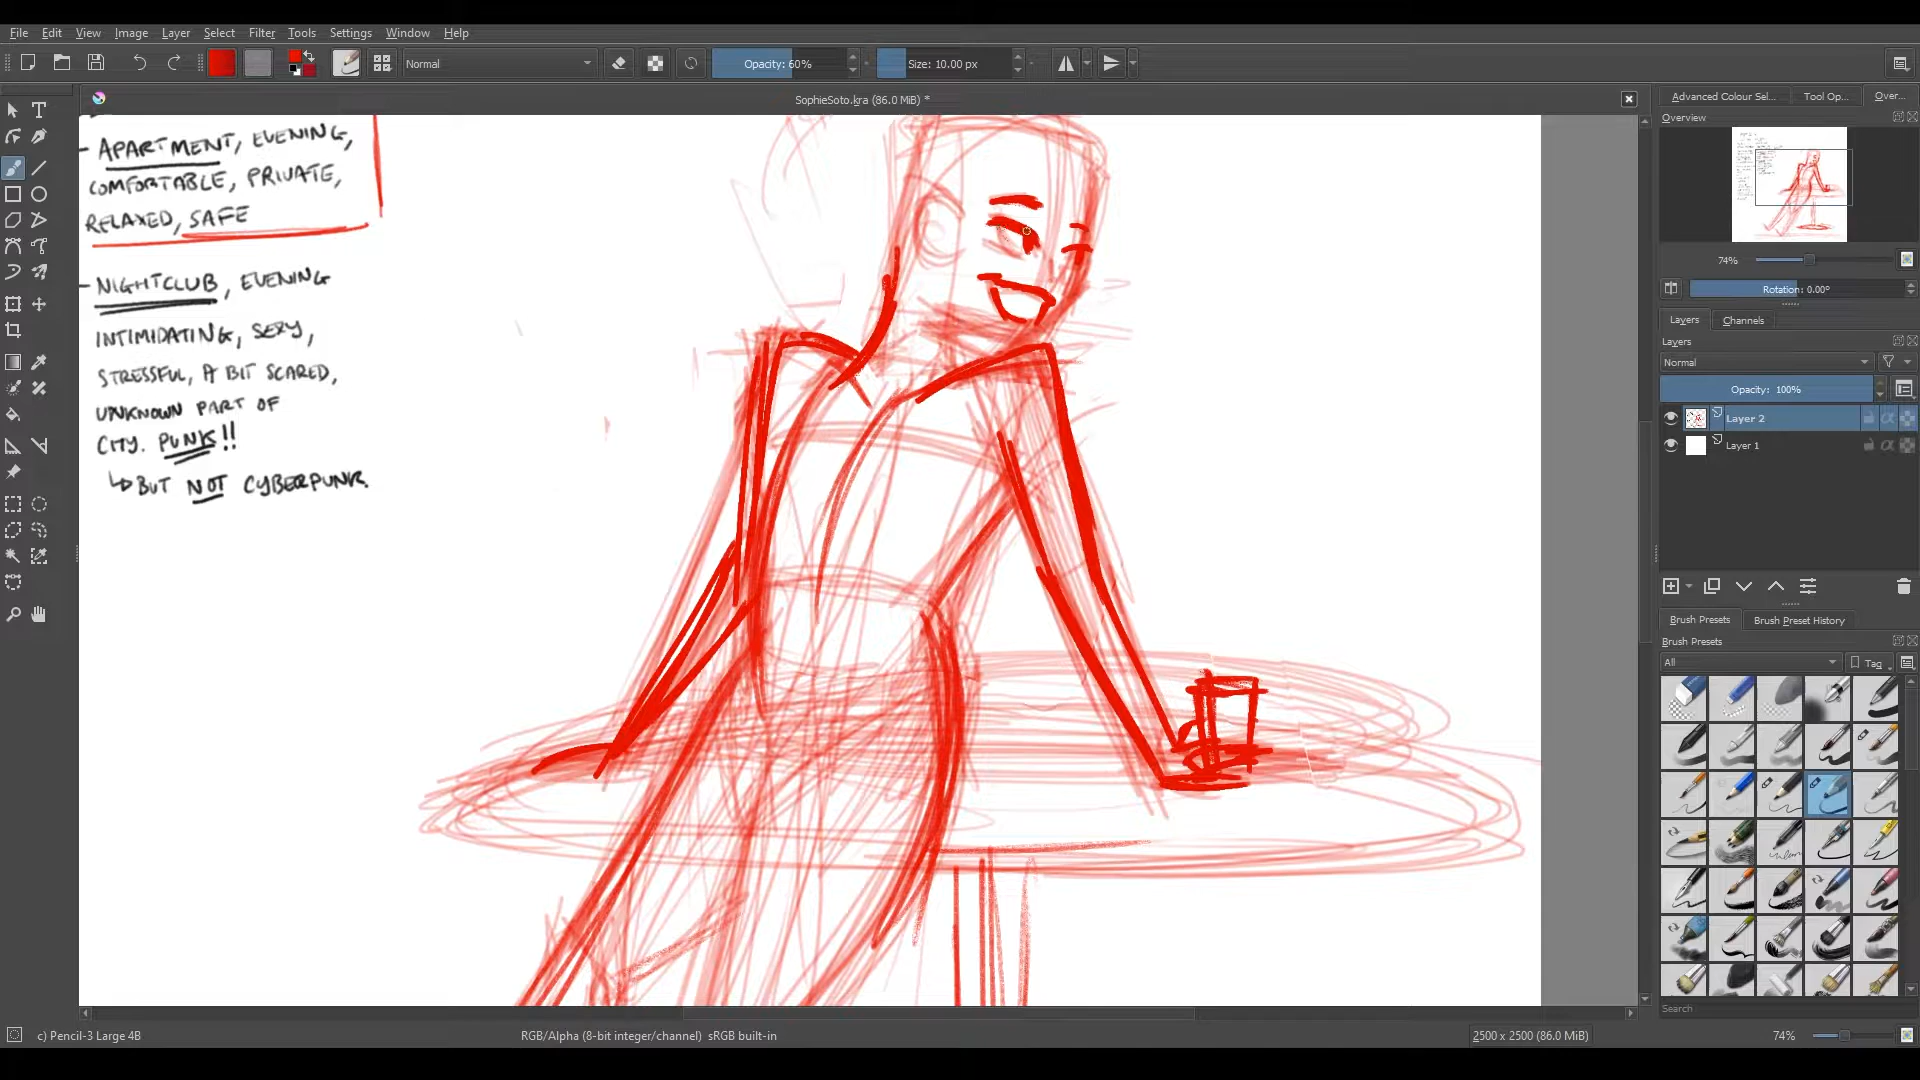 File Edit View Image Layer Select Filter Tools Settings Window Help
Normal
Opacity: 60%
Size: 10.00 px
SophieSoto.kra (86.0 MiB) *
Advanced Colour Sel...
Tool Op...
Over...
Overview
74%
Rotation: 0.00°
Layers
Channels
Layers
Normal
Opacity: 100%
Layer 2
Layer 1
Brush Presets
Brush Preset History
Brush Presets
All
Tag
Search
- APARTMENT, EVENING,
COMFORTABLE, PRIVATE,
RELAXED, SAFE
- NIGHTCLUB, EVENING
INTIMIDATING, SEXY,
STRESSFUL, A BIT SCARED,
UNKNOWN PART OF
CITY. PUNK!!
↳ BUT NOT CYBERPUNK.
c) Pencil-3 Large 4B
RGB/Alpha (8-bit integer/channel) sRGB built-in
2500 x 2500 (86.0 MiB)
74%